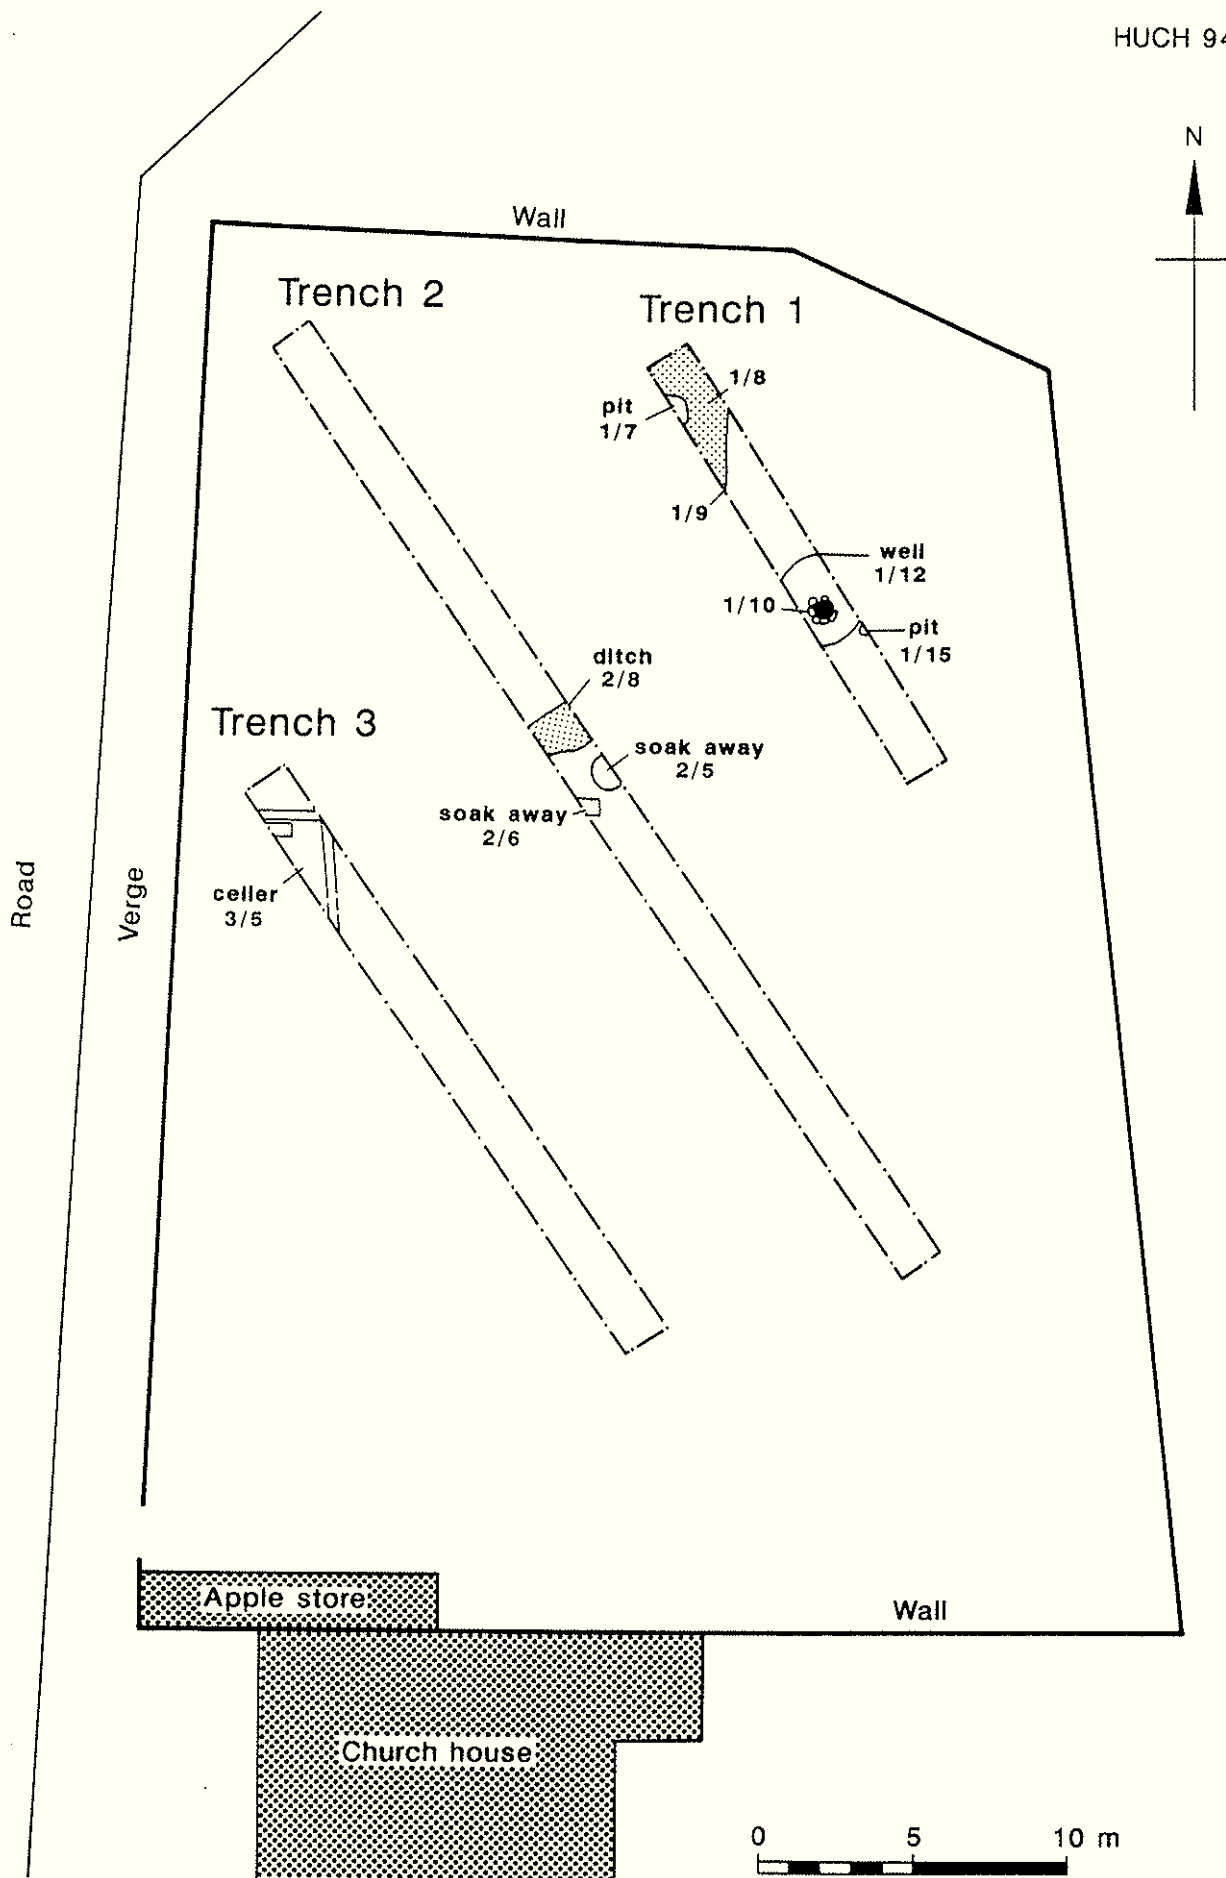 HUCH 94
N
Wall
Trench 2
Trench 1
1/8
pit
1/7
1/9
well
1/12
1/10
pit
1/15
ditch
2/8
Trench 3
soak away
2/5
soak away
2/6
celler
3/5
Road
Verge
Apple store
Wall
Church house
0 5 10 m